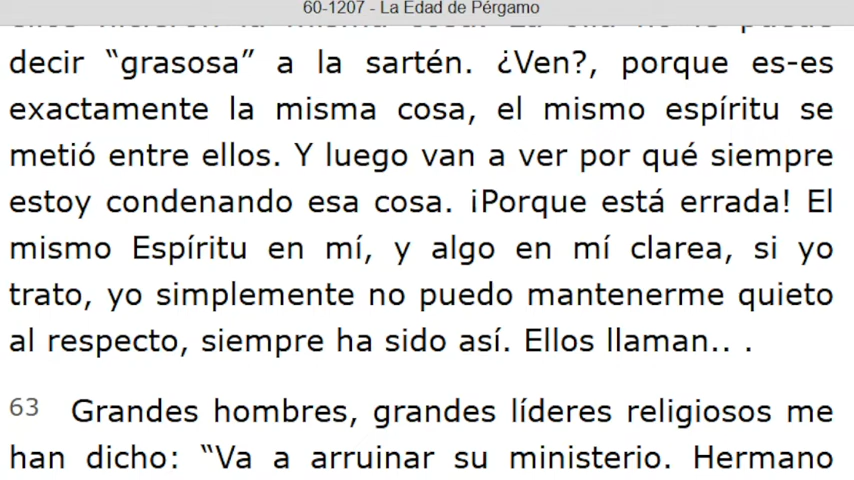 60-1207 - La Edad de Pérgamo
decir “grasosa” a la sartén. ¿Ven?, porque es-es
exactamente la misma cosa, el mismo espíritu se
metió entre ellos. Y luego van a ver por qué siempre
estoy condenando esa cosa. ¡Porque está errada! El
mismo Espíritu en mí, y algo en mí clarea, si yo
trato, yo simplemente no puedo mantenerme quieto
al respecto, siempre ha sido así. Ellos llaman.. .
63 Grandes hombres, grandes líderes religiosos me
han dicho: “Va a arruinar su ministerio. Hermano